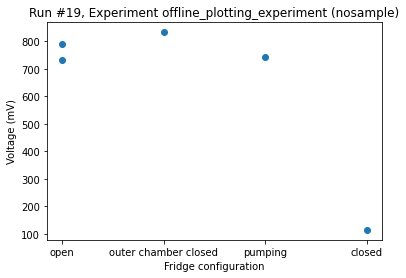 Run #19, Experiment offline_plotting_experiment (nosample)
800
700
600
500
400
300
200
100
Voltage (mV)
open outer chamber closed pumping closed
Fridge configuration